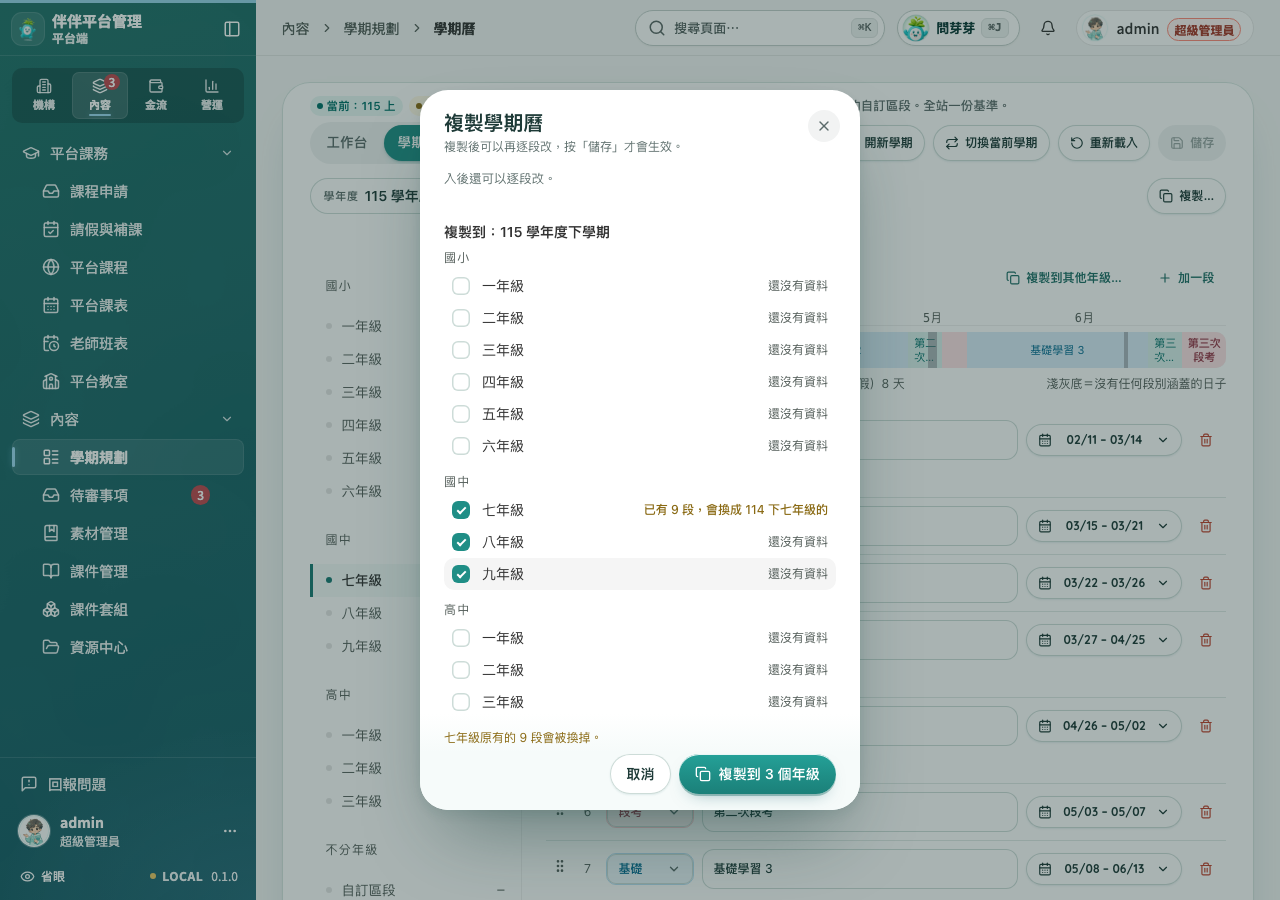 伴伴平台管理
平台端
機構
內容
3
金流
營運
平台課務
課程申請
請假與補課
平台課程
平台課表
老師班表
平台教室
內容
學期規劃
待審事項
3
素材管理
課件管理
課件套組
資源中心
回報問題
admin
超級管理員
省眼
LOCAL 0.1.0
內容 > 學期規劃 > 學期曆
搜尋頁面… ⌘K
問芽芽 ⌘J
admin 超級管理員
當前：115 上
自訂區段。全站一份基準。
工作台
學期
開新學期
切換當前學期
重新載入
儲存
學年度 115 學年
複製...
國小
一年級
二年級
三年級
四年級
五年級
六年級
國中
七年級
八年級
九年級
高中
一年級
二年級
三年級
不分年級
自訂區段 –
複製到其他年級...
加一段
5月
6月
第二次...
基礎學習 3
第三次...
第三次段考
假) 8 天
淺灰底＝沒有任何段別涵蓋的日子
02/11 – 03/14
03/15 – 03/21
03/22 – 03/26
03/27 – 04/25
04/26 – 05/02
6 段考 第二次段考 05/03 – 05/07
7 基礎 基礎學習 3 05/08 – 06/13
複製學期曆
複製後可以再逐段改，按「儲存」才會生效。
入後還可以逐段改。
複製到：115 學年度下學期
國小
一年級 還沒有資料
二年級 還沒有資料
三年級 還沒有資料
四年級 還沒有資料
五年級 還沒有資料
六年級 還沒有資料
國中
七年級 已有 9 段，會換成 114 下七年級的
八年級 還沒有資料
九年級 還沒有資料
高中
一年級 還沒有資料
二年級 還沒有資料
三年級 還沒有資料
七年級原有的 9 段會被換掉。
取消
複製到 3 個年級